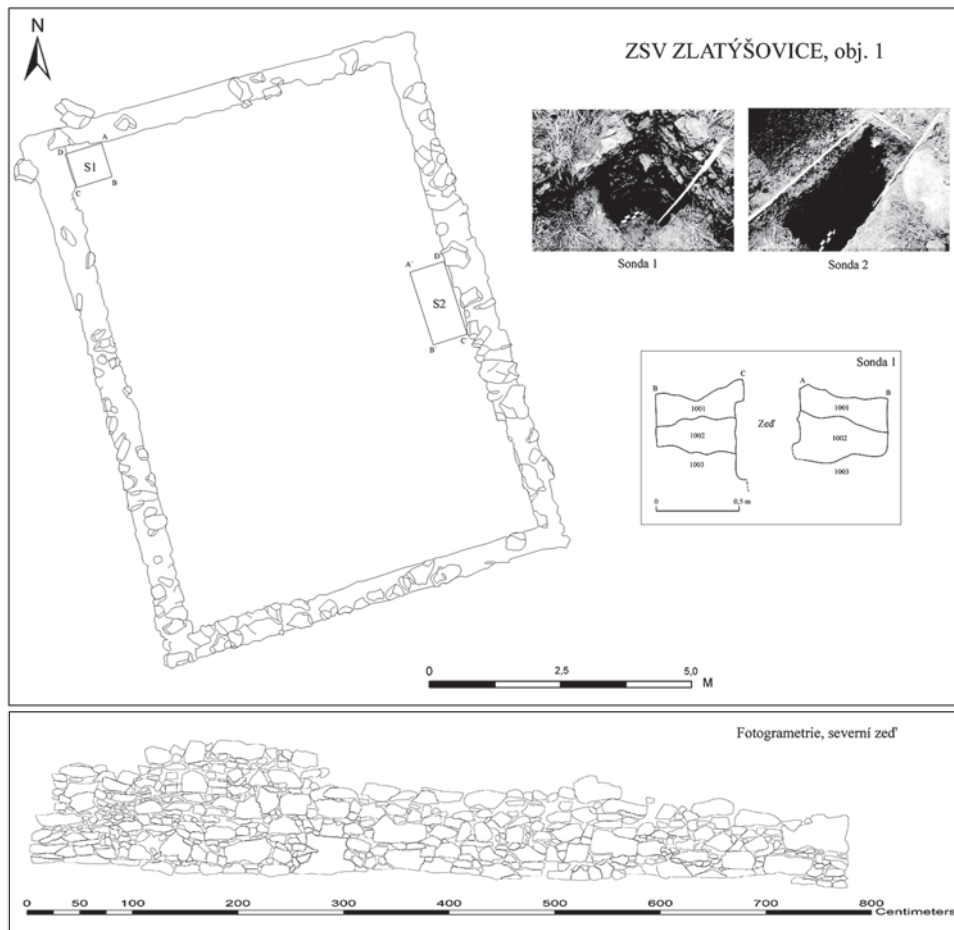 N
ZSV ZLATÝŠOVICE, obj. 1
A
D
S1
B
C
Sonda 1
Sonda 2
D
A´
S2
B
C
Sonda 1
B
C
1001
1002
1003
Zeď
A
B
1001
1002
1003
0
0,5 m
0
2,5
5,0
M
Fotogrametrie, severní zeď
0 50 100 200 300 400 500 600 700 800
Centimeters